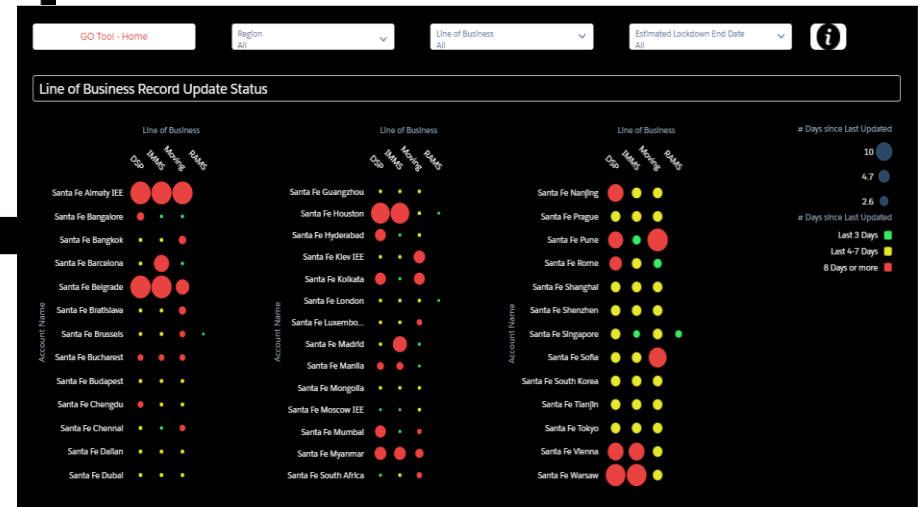 GO Tool - Home
Region
All
Line of Business
All
Estimated Lockdown End Date
All
i
Line of Business Record Update Status
Line of Business
DSP IMMS Moving RAMS
Account Name
Santa Fe Almaty IEE
Santa Fe Bangalore
Santa Fe Bangkok
Santa Fe Barcelona
Santa Fe Belgrade
Santa Fe Bratislava
Santa Fe Brussels
Santa Fe Bucharest
Santa Fe Budapest
Santa Fe Chengdu
Santa Fe Chennai
Santa Fe Dalian
Santa Fe Dubai
Line of Business
DSP IMMS Moving RAMS
Account Name
Santa Fe Guangzhou
Santa Fe Houston
Santa Fe Hyderabad
Santa Fe Kiev IEE
Santa Fe Kolkata
Santa Fe London
Santa Fe Luxembo...
Santa Fe Madrid
Santa Fe Manila
Santa Fe Mongolia
Santa Fe Moscow IEE
Santa Fe Mumbai
Santa Fe Myanmar
Santa Fe South Africa
Line of Business
DSP IMMS Moving RAMS
Account Name
Santa Fe Nanjing
Santa Fe Prague
Santa Fe Pune
Santa Fe Rome
Santa Fe Shanghai
Santa Fe Shenzhen
Santa Fe Singapore
Santa Fe Sofia
Santa Fe South Korea
Santa Fe Tianjin
Santa Fe Tokyo
Santa Fe Vienna
Santa Fe Warsaw
# Days since Last Updated
10
4.7
2.6
# Days since Last Updated
Last 3 Days
Last 4-7 Days
8 Days or more